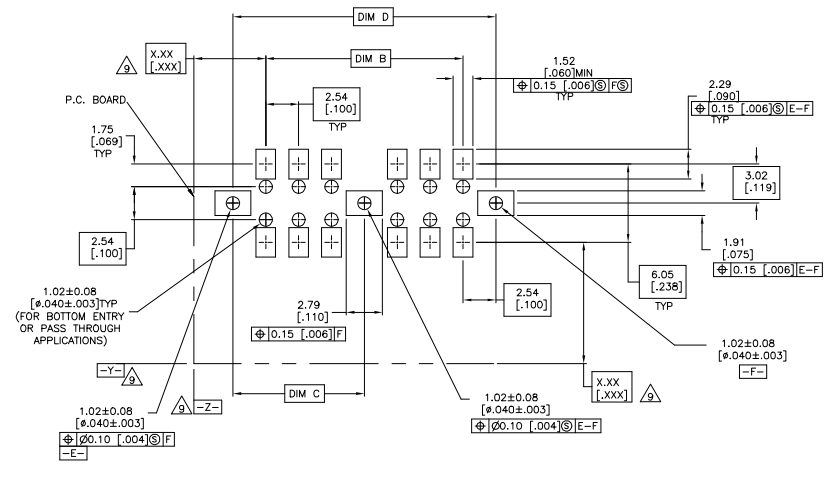 DIM D
X.XX
[.XXX]
9
DIM B
1.52
[.060]MIN
⌖ 0.15 [.006]Ⓢ FⓈ
TYP
2.29
[.090]
⌖ 0.15 [.006]Ⓢ E-F
TYP
P.C. BOARD
2.54
[.100]
TYP
1.75
[.069]
TYP
3.02
[.119]
2.54
[.100]
1.91
[.075]
⌖ 0.15 [.006] E-F
6.05
[.238]
TYP
1.02±0.08
[ø.040±.003]TYP
(FOR BOTTOM ENTRY
OR PASS THROUGH
APPLICATIONS)
2.79
[.110]
⌖ 0.15 [.006] F
2.54
[.100]
1.02±0.08
[ø.040±.003]
-F-
-Y-
9
X.XX
[.XXX]
9
DIM C
9
-Z-
1.02±0.08
[ø.040±.003]
⌖ Ø0.10 [.004]Ⓢ F
-E-
1.02±0.08
[ø.040±.003]
⌖ Ø0.10 [.004]Ⓢ E-F